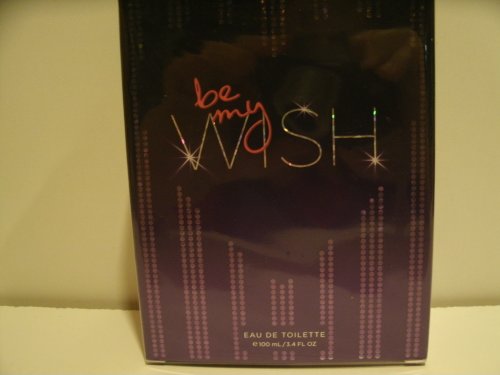 be
my
WISH
EAU DE TOILETTE
℮ 100 mL/3.4 FL OZ